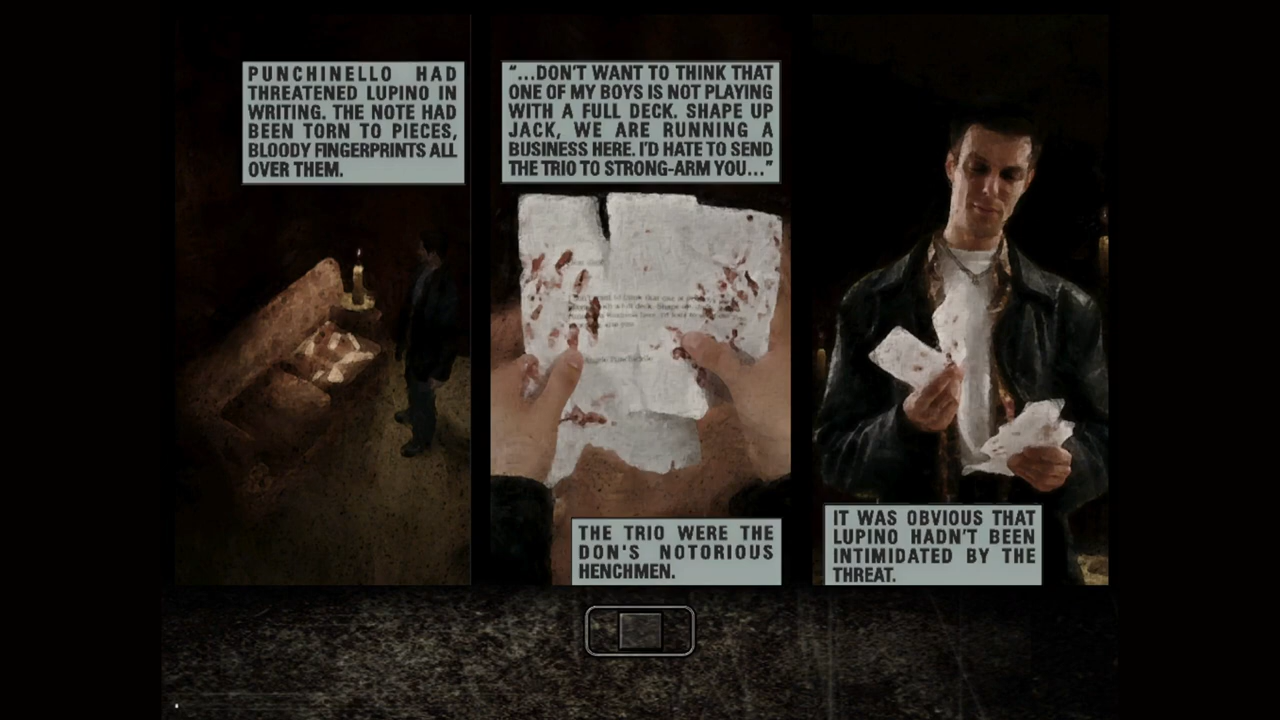 PUNCHINELLO HAD
THREATENED LUPINO IN
WRITING. THE NOTE HAD
BEEN TORN TO PIECES,
BLOODY FINGERPRINTS ALL
OVER THEM.
"...DON'T WANT TO THINK THAT
ONE OF MY BOYS IS NOT PLAYING
WITH A FULL DECK. SHAPE UP
JACK, WE ARE RUNNING A
BUSINESS HERE. I'D HATE TO SEND
THE TRIO TO STRONG-ARM YOU..."
THE TRIO WERE THE
DON'S NOTORIOUS
HENCHMEN.
IT WAS OBVIOUS THAT
LUPINO HADN'T BEEN
INTIMIDATED BY THE
THREAT.